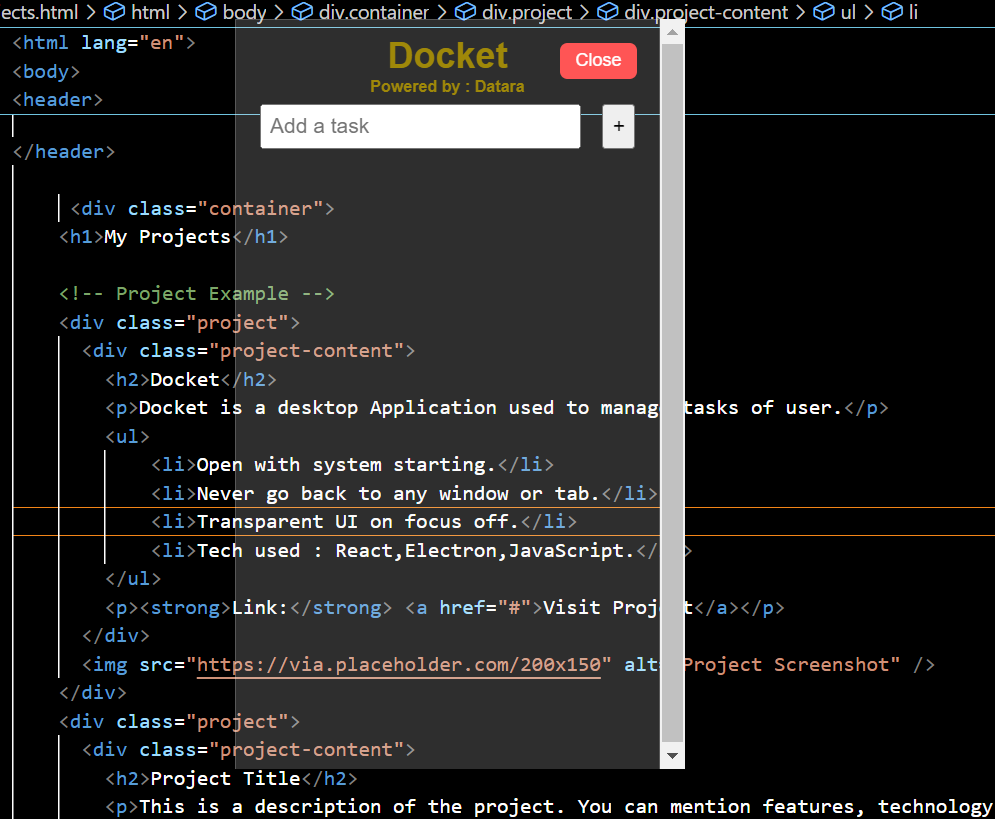 ects.html > html > body > div.container > div.project > div.project-content > ul > li
<html lang="en">
<body>
<header>
</header>
Docket
Powered by : Datara
Close
Add a task
+
<div class="container">
<h1>My Projects</h1>
<!-- Project Example -->
<div class="project">
<div class="project-content">
<h2>Docket</h2>
<p>Docket is a desktop Application used to manag tasks of user.</p>
<ul>
<li>Open with system starting.</li>
<li>Never go back to any window or tab.</li>
<li>Transparent UI on focus off.</li>
<li>Tech used : React,Electron,JavaScript.</ >
</ul>
<p><strong>Link:</strong> <a href="#">Visit Proj t</a></p>
</div>
<img src="https://via.placeholder.com/200x150" alt Project Screenshot" />
</div>
<div class="project">
<div class="project-content">
<h2>Project Title</h2>
<p>This is a description of the project. You can mention features, technology